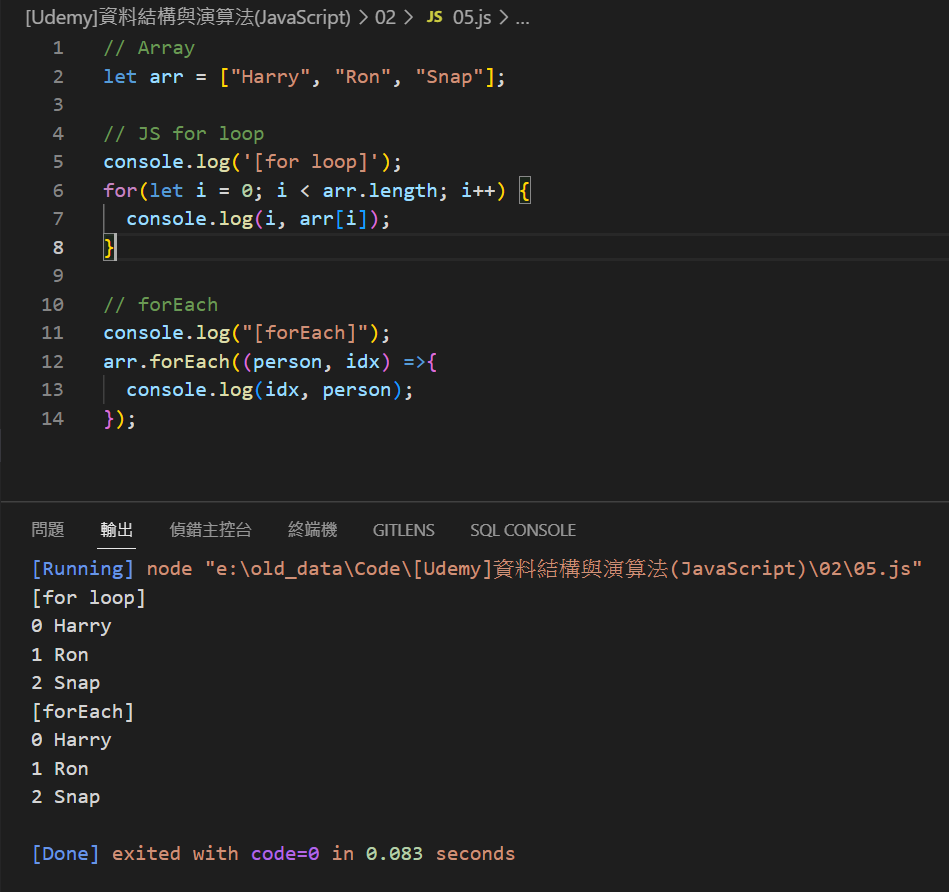 [Udemy]資料結構與演算法(JavaScript) > 02 > JS 05.js > ...
1 // Array
2 let arr = ["Harry", "Ron", "Snap"];
3
4 // JS for loop
5 console.log('[for loop]');
6 for(let i = 0; i < arr.length; i++) {
7   console.log(i, arr[i]);
8 }
9
10 // forEach
11 console.log("[forEach]");
12 arr.forEach((person, idx) =>{
13   console.log(idx, person);
14 });
問題 輸出 偵錯主控台 終端機 GITLENS SQL CONSOLE
[Running] node "e:\old_data\Code\[Udemy]資料結構與演算法(JavaScript)\02\05.js"
[for loop]
0 Harry
1 Ron
2 Snap
[forEach]
0 Harry
1 Ron
2 Snap
[Done] exited with code=0 in 0.083 seconds